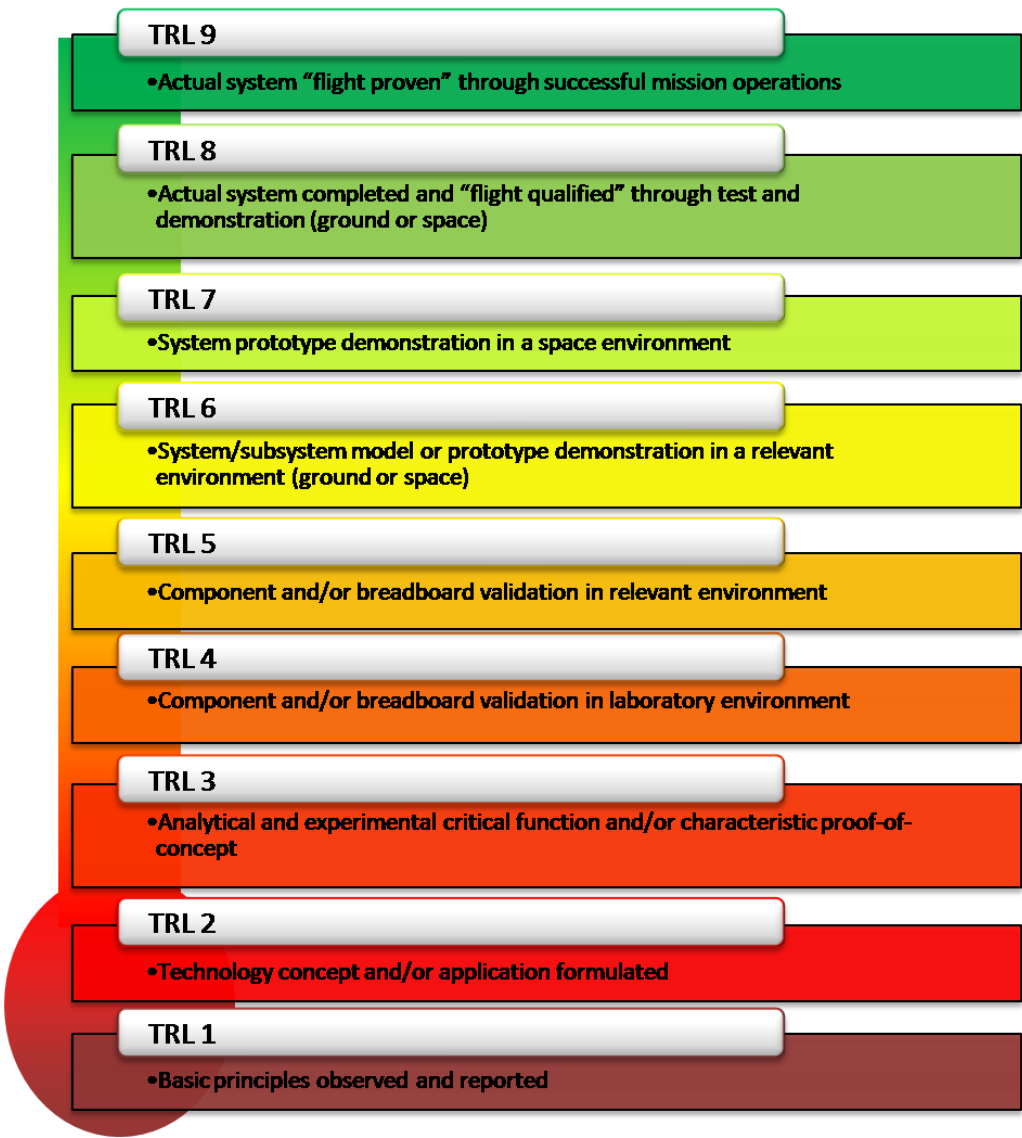 TRL 9
•Actual system “flight proven” through successful mission operations
TRL 8
•Actual system completed and “flight qualified” through test and
demonstration (ground or space)
TRL 7
•System prototype demonstration in a space environment
TRL 6
•System/subsystem model or prototype demonstration in a relevant
environment (ground or space)
TRL 5
•Component and/or breadboard validation in relevant environment
TRL 4
•Component and/or breadboard validation in laboratory environment
TRL 3
•Analytical and experimental critical function and/or characteristic proof-of-
concept
TRL 2
•Technology concept and/or application formulated
TRL 1
•Basic principles observed and reported